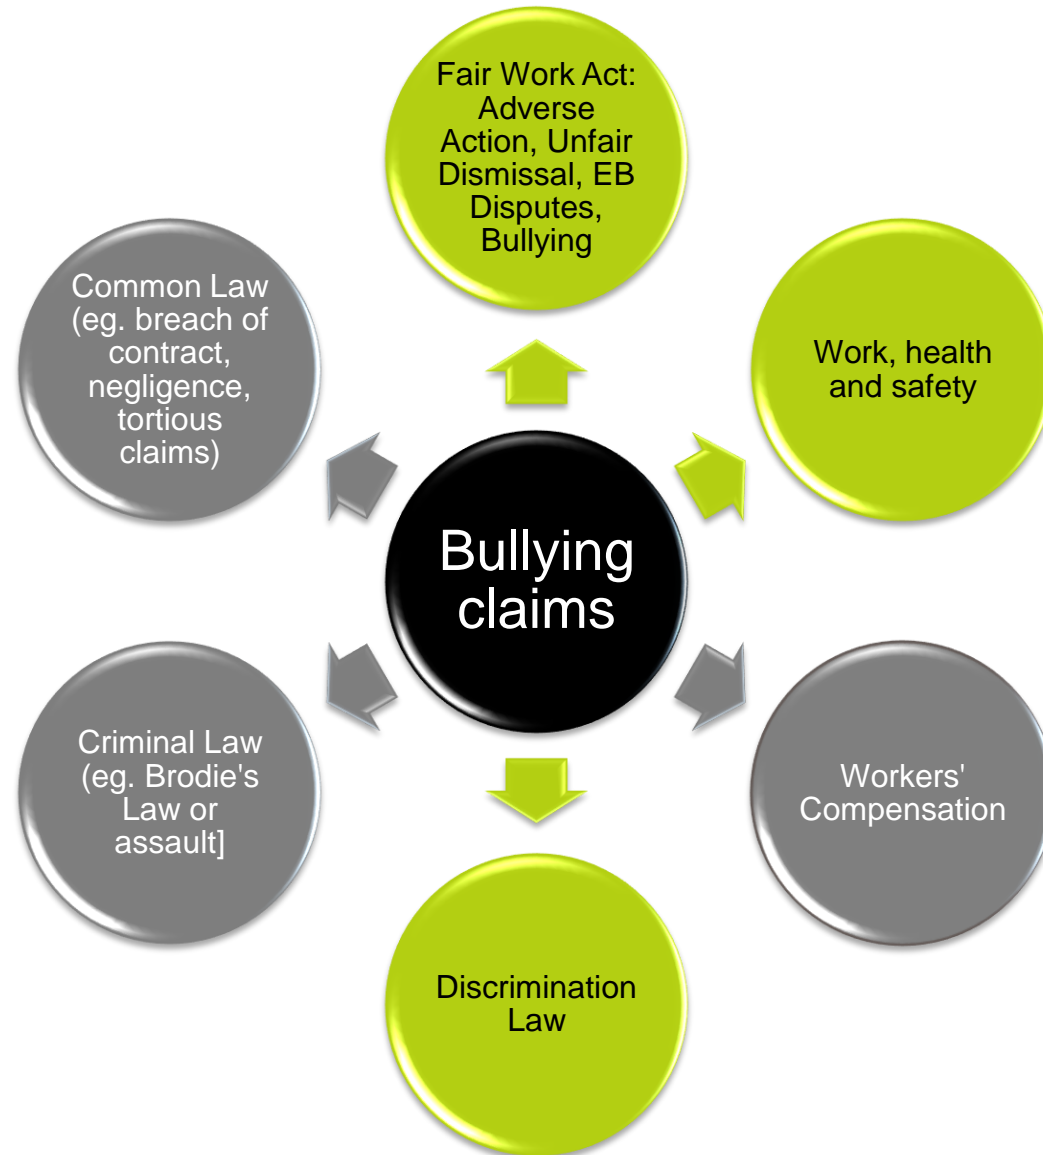 Fair Work Act:
Adverse
Action, Unfair
Dismissal, EB
Disputes,
Bullying
Common Law
(eg. breach of
contract,
negligence,
tortious
claims)
Work, health
and safety
Bullying
claims
Criminal Law
(eg. Brodie's
Law or
assault]
Workers'
Compensation
Discrimination
Law